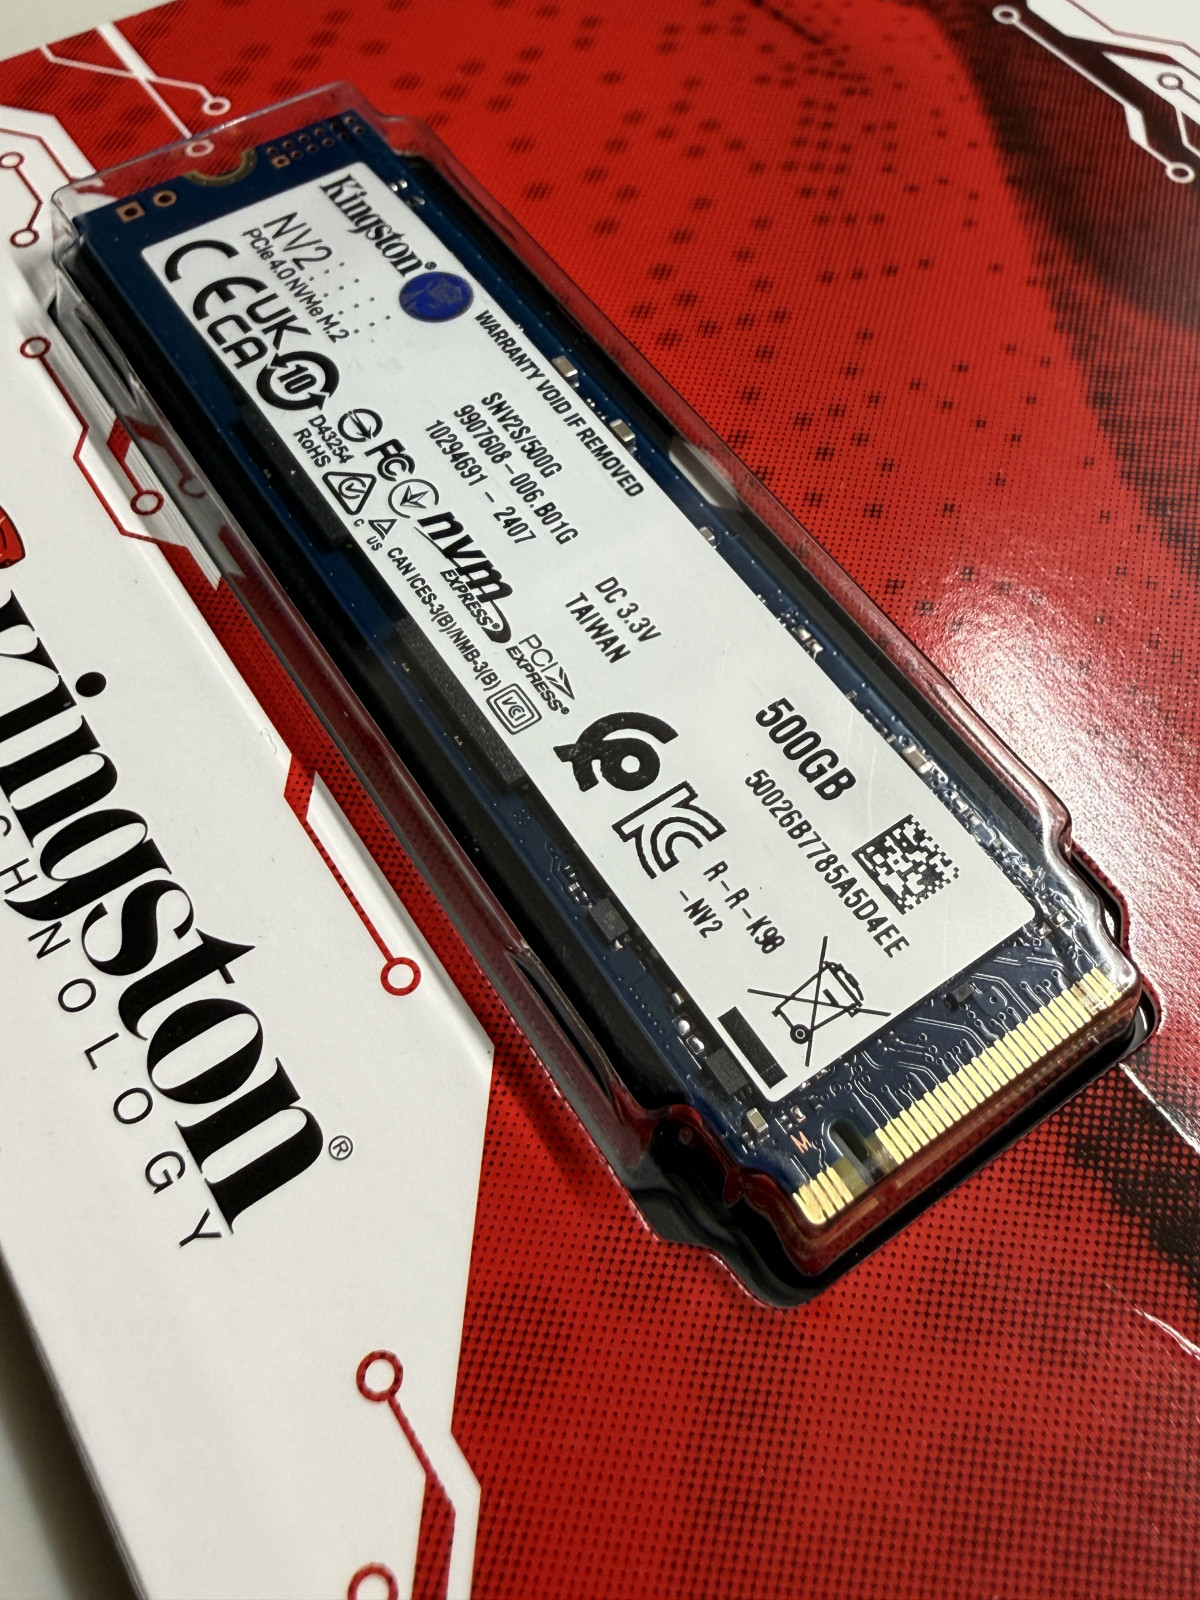 Kingston®
NV2
PCIe 4.0 NVMe M.2
WARRANTY VOID IF REMOVED
CE UK
CA
10
D43254
RoHS
FC
nvm
EXPRESS®
PCI
EXPRESS®
c
us
CAN ICES-3(B)/NMB-3(B)
VCI
SNV2S/500G
9907608-006.B01G
10294691 - 2407
DC 3.3V
TAIWAN
500GB
50026B7785A5D4EE
R-R-K98
-NV2
M
Kingston®
TECHNOLOGY